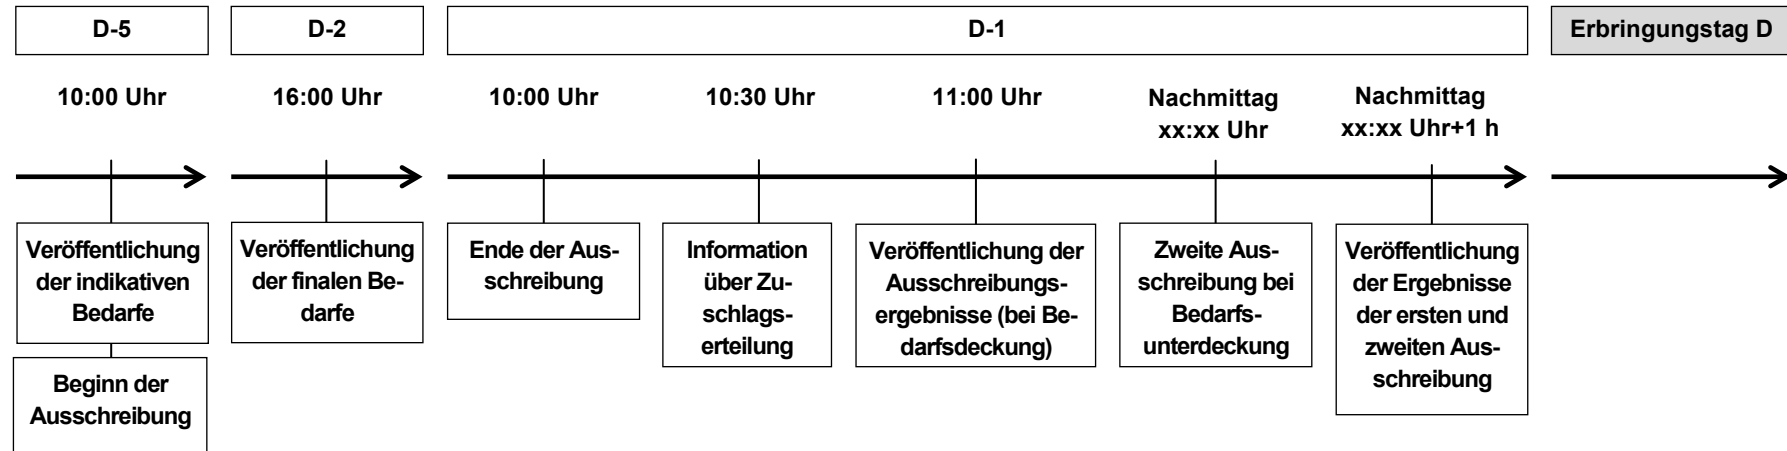 D-5
D-2
D-1
Erbringungstag D
10:00 Uhr
16:00 Uhr
10:00 Uhr
10:30 Uhr
11:00 Uhr
Nachmittag
xx:xx Uhr
Nachmittag
xx:xx Uhr+1 h
Veröffentlichung
der indikativen
Bedarfe
Beginn der
Ausschreibung
Veröffentlichung
der finalen Be-
darfe
Ende der Aus-
schreibung
Information
über Zu-
schlags-
erteilung
Veröffentlichung der
Ausschreibungs-
ergebnisse (bei Be-
darfsdeckung)
Zweite Aus-
schreibung bei
Bedarfs-
unterdeckung
Veröffentlichung
der Ergebnisse
der ersten und
zweiten Aus-
schreibung